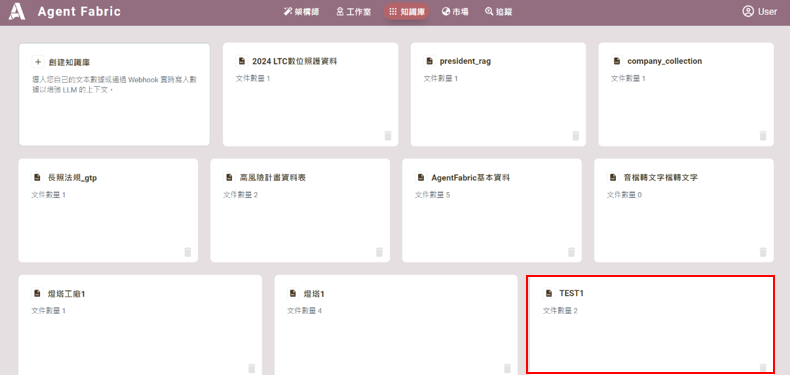 Agent Fabric
架構師
工作室
知識庫
市場
追蹤
User
創建知識庫
導入您自己的文本數據或通過 Webhook 實時寫入數
據以增強 LLM 的上下文。
2024 LTC數位照護資料
文件數量 1
president_rag
文件數量 1
company_collection
文件數量 1
長照法規_gtp
文件數量 1
高風險計畫資料表
文件數量 2
AgentFabric基本資料
文件數量 5
音檔轉文字檔轉文字
文件數量 0
燈塔工廠1
文件數量 1
燈塔1
文件數量 4
TEST1
文件數量 2